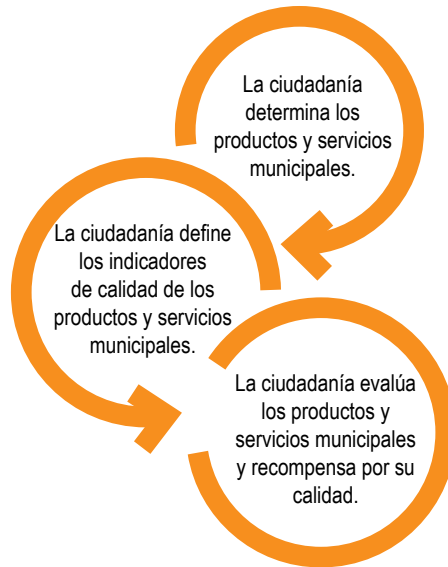 La ciudadanía
determina los
productos y servicios
municipales.
La ciudadanía define
los indicadores
de calidad de los
productos y servicios
municipales.
La ciudadanía evalúa
los productos y
servicios municipales
y recompensa por su
calidad.